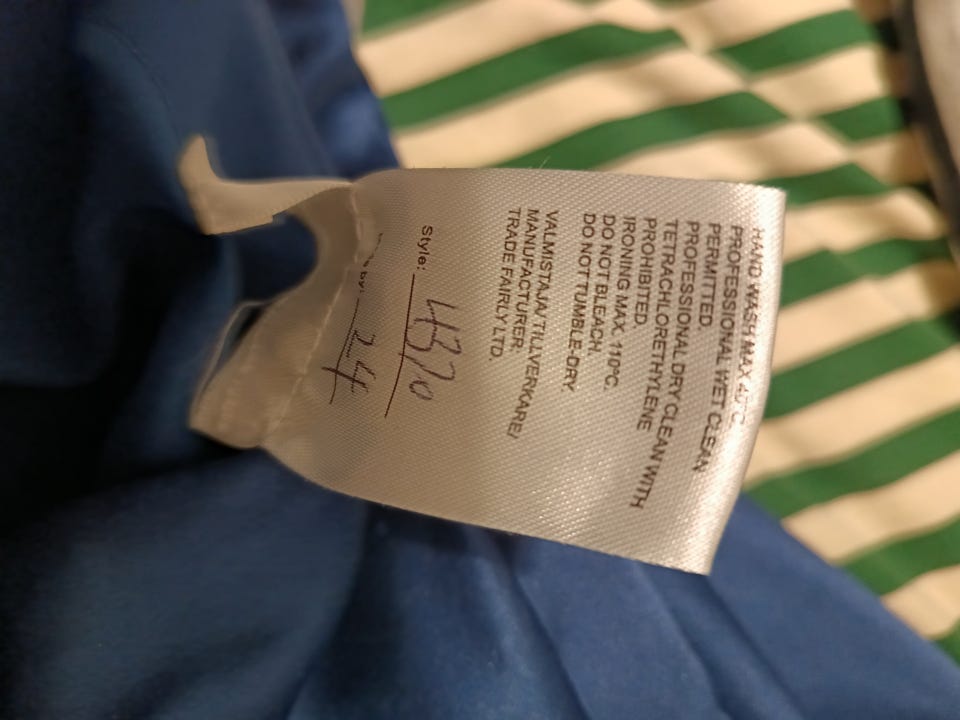 HAND WASH MAX 40°C.
PROFESSIONAL WET CLEAN
PERMITTED.
PROFESSIONAL DRY CLEAN WITH
TETRACHLORETHYLENE
PROHIBITED.
IRONING MAX. 110°C.
DO NOT BLEACH.
DO NOT TUMBLE-DRY
VALMISTAJA/TILLVERKARE/
MANUFACTURER:
TRADE FAIRLY LTD.
Style: 4370
by: 24